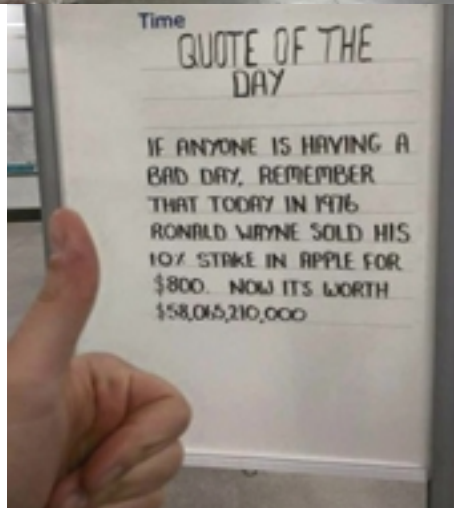 Time
QUOTE OF THE
DAY
IF ANYONE IS HAVING A
BAD DAY, REMEMBER
THAT TODAY IN 1976
RONALD WAYNE SOLD HIS
10% STAKE IN APPLE FOR
$800. NOW IT'S WORTH
$58,065,210,000